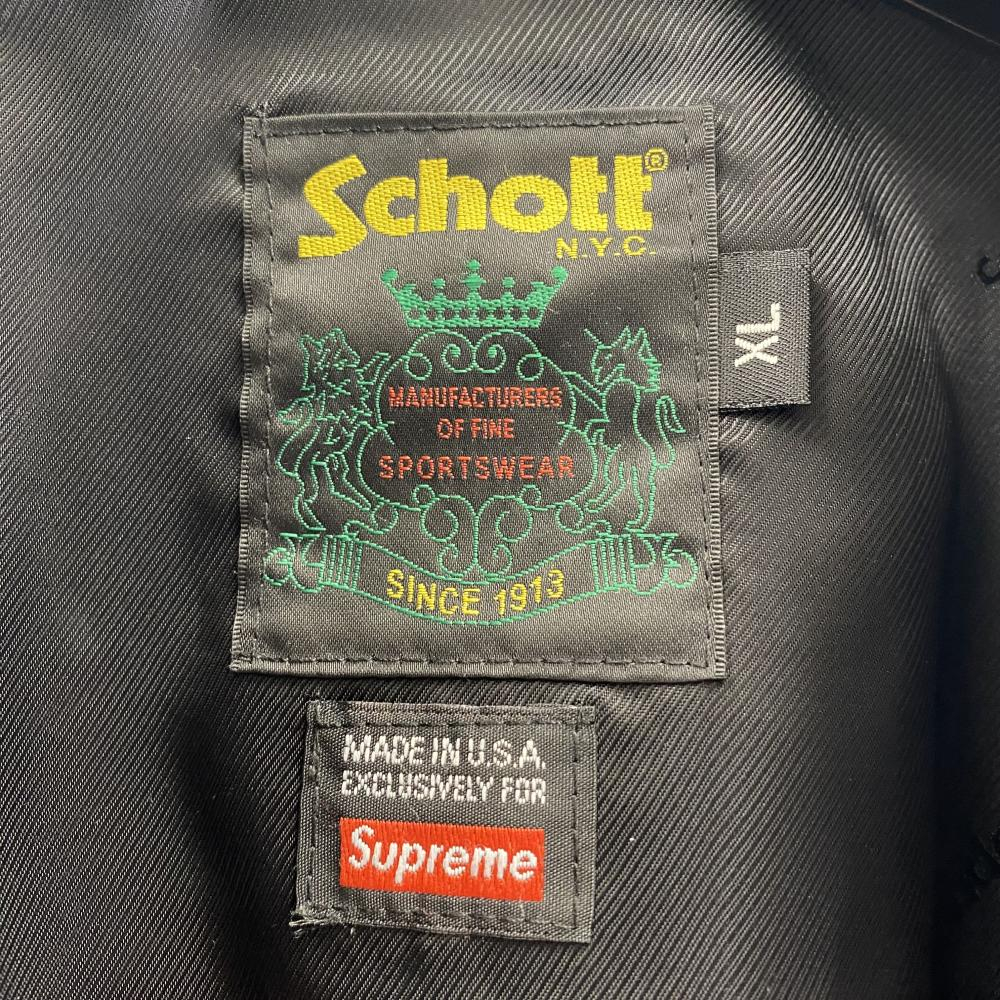 Schott®
N.Y.C.
XL
MANUFACTURERS
OF FINE
SPORTSWEAR
SINCE 1913
MADE IN U.S.A.
EXCLUSIVELY FOR
Supreme